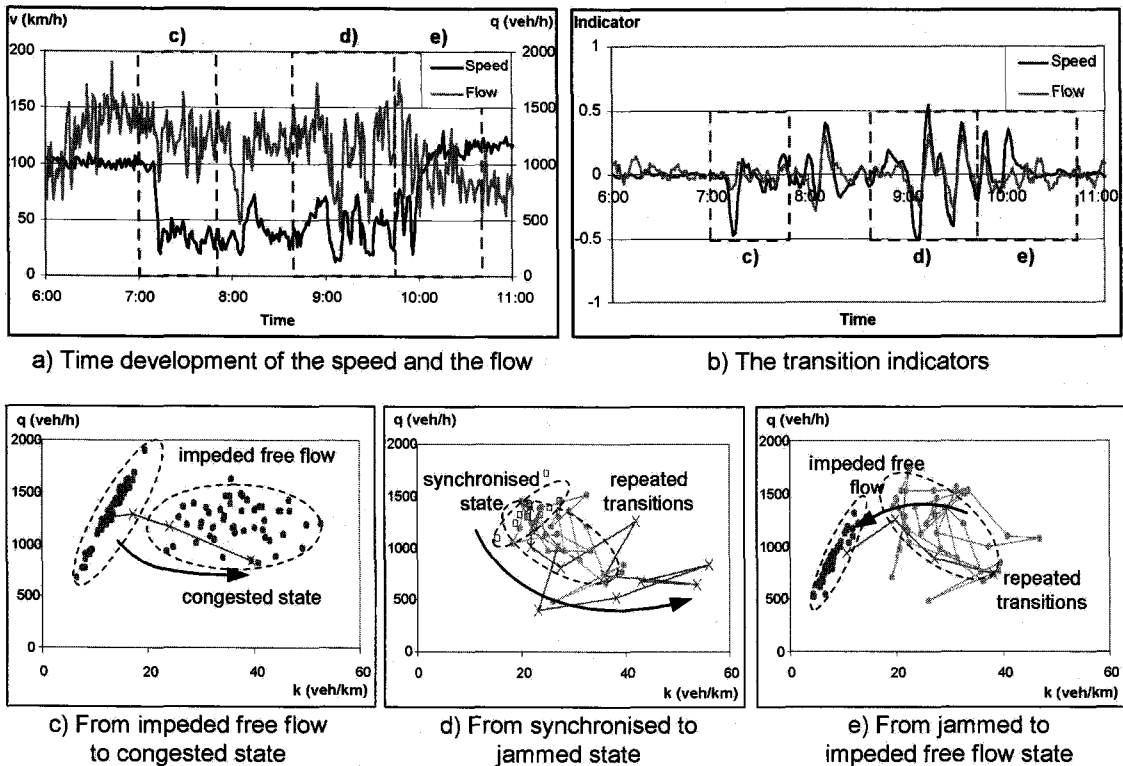 v (km/h)
q (veh/h)
c)
d)
e)
200
150
100
50
0
2000
1500
1000
500
0
Speed
Flow
6:00
7:00
8:00
9:00
10:00
11:00
Time
a) Time development of the speed and the flow
Indicator
1
0.5
0
-0.5
-1
Speed
Flow
6:00
7:00
8:00
9:00
10:00
11:00
c)
d)
e)
Time
b) The transition indicators
q (veh/h)
2000
1500
1000
500
0
impeded free flow
congested state
0
20
40
60
k (veh/km)
c) From impeded free flow
to congested state
q (veh/h)
2000
1500
1000
500
0
synchronised
state
repeated
transitions
0
20
40
60
k (veh/km)
d) From synchronised to
jammed state
q (veh/h)
2000
1500
1000
500
0
impeded free
flow
repeated
transitions
0
20
40
60
k (veh/km)
e) From jammed to
impeded free flow state